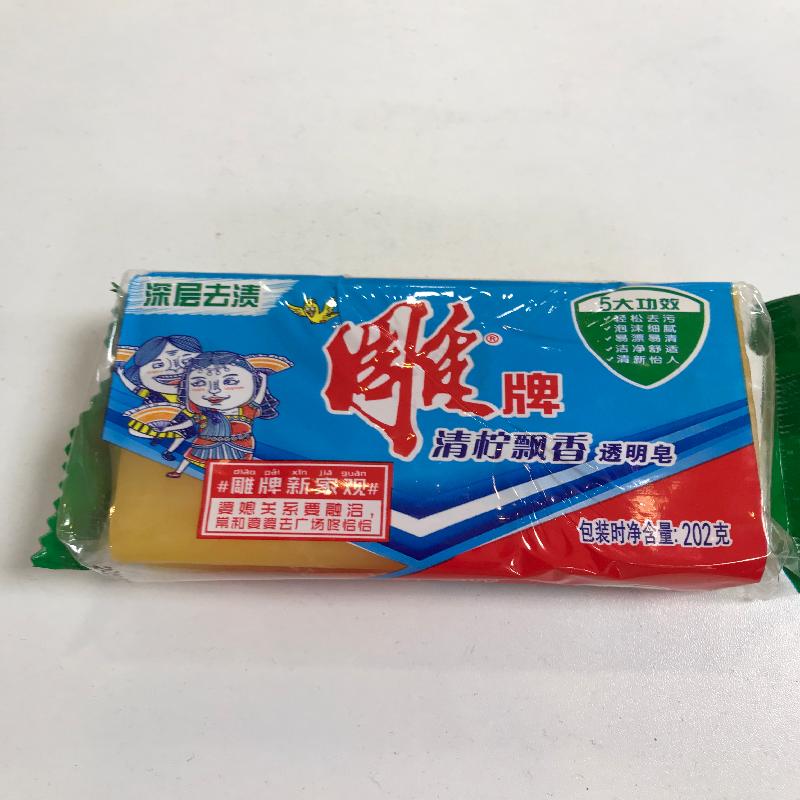 深层去渍
雕®牌
清柠飘香 透明皂
5大功效
✓轻松去污
✓泡沫细腻
✓易漂易清
✓洁净舒适
✓清新怡人
diāo pái xīn jiā guān
#雕牌新家观#
婆媳关系要融洽，
常和婆婆去广场咚恰恰
包装时净含量: 202克